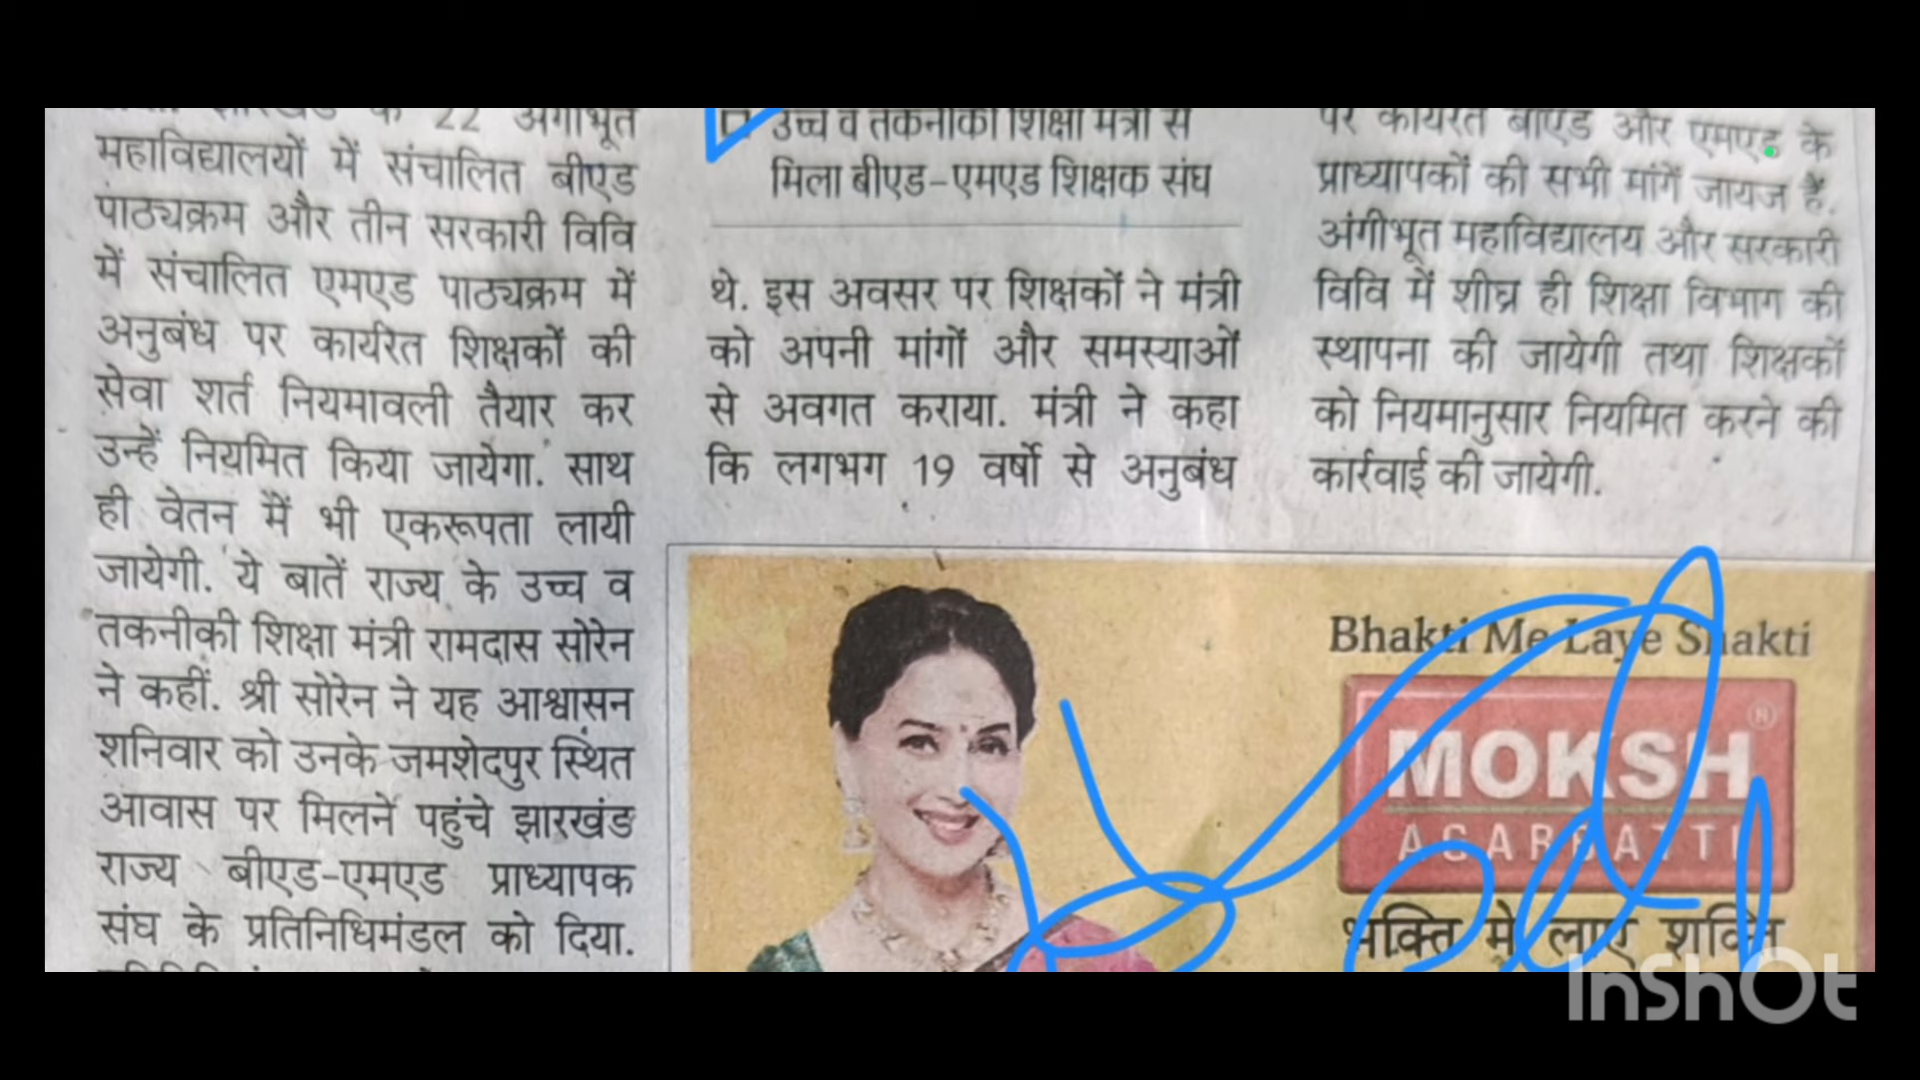 के 22 अंगीभूत
महाविद्यालयों में संचालित बीएड
पाठ्यक्रम और तीन सरकारी विवि
में संचालित एमएड पाठ्यक्रम में
अनुबंध पर कार्यरत शिक्षकों की
सेवा शर्त नियमावली तैयार कर
उन्हें नियमित किया जायेगा. साथ
ही वेतन में भी एकरूपता लायी
जायेगी. ये बातें राज्य के उच्च व
तकनीकी शिक्षा मंत्री रामदास सोरेन
ने कहीं. श्री सोरेन ने यह आश्वासन
शनिवार को उनके जमशेदपुर स्थित
आवास पर मिलने पहुंचे झारखंड
राज्य बीएड-एमएड प्राध्यापक
संघ के प्रतिनिधिमंडल को दिया.
उच्च व तकनीकी शिक्षा मंत्री से
मिला बीएड-एमएड शिक्षक संघ
थे. इस अवसर पर शिक्षकों ने मंत्री
को अपनी मांगों और समस्याओं
से अवगत कराया. मंत्री ने कहा
कि लगभग 19 वर्षों से अनुबंध
पर कार्यरत बीएड और एमएड के
प्राध्यापकों की सभी मांगें जायज हैं.
अंगीभूत महाविद्यालय और सरकारी
विवि में शीघ्र ही शिक्षा विभाग की
स्थापना की जायेगी तथा शिक्षकों
को नियमानुसार नियमित करने की
कार्रवाई की जायेगी.
Bhakti Me Laye Shakti
MOKSH ®
AGARBATTI
भक्ति में लाए शक्ति
InShOt